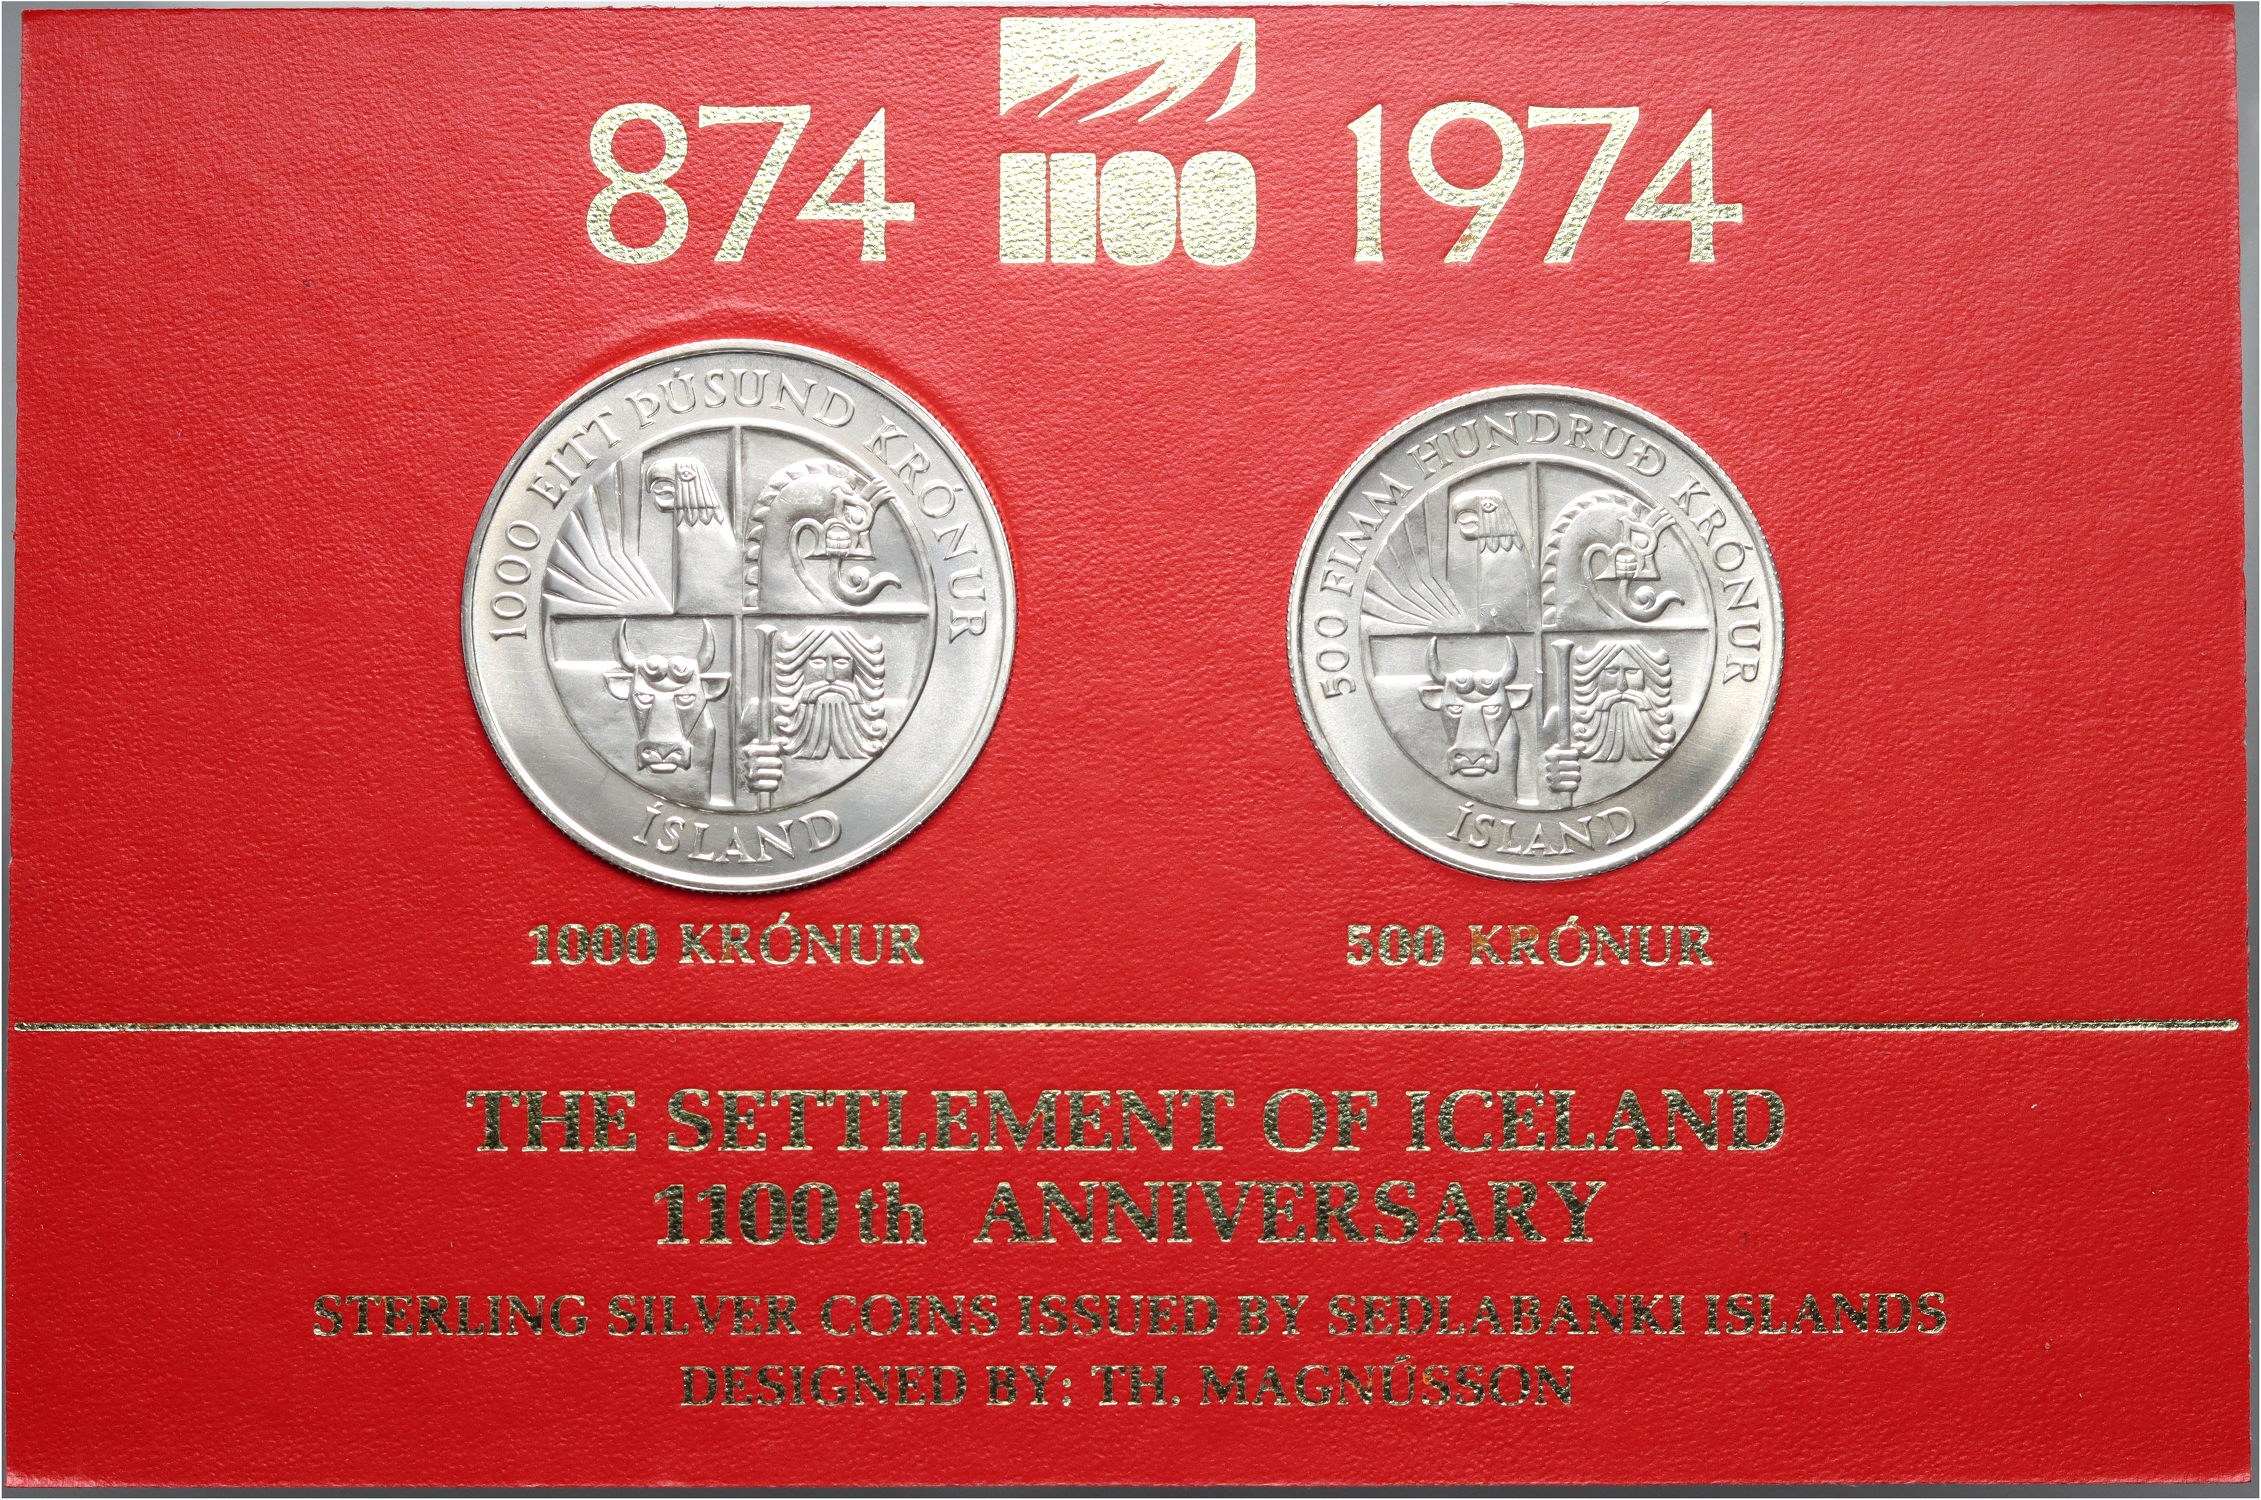 874 1100 1974
1000 EITT ÞÚSUND KRÓNUR
ÍSLAND
500 FIMM HUNDRUÐ KRÓNUR
ÍSLAND
1000 KRÓNUR
500 KRÓNUR
THE SETTLEMENT OF ICELAND
1100th ANNIVERSARY
STERLING SILVER COINS ISSUED BY SEDLABANKI ISLANDS
DESIGNED BY: TH. MAGNÚSSON